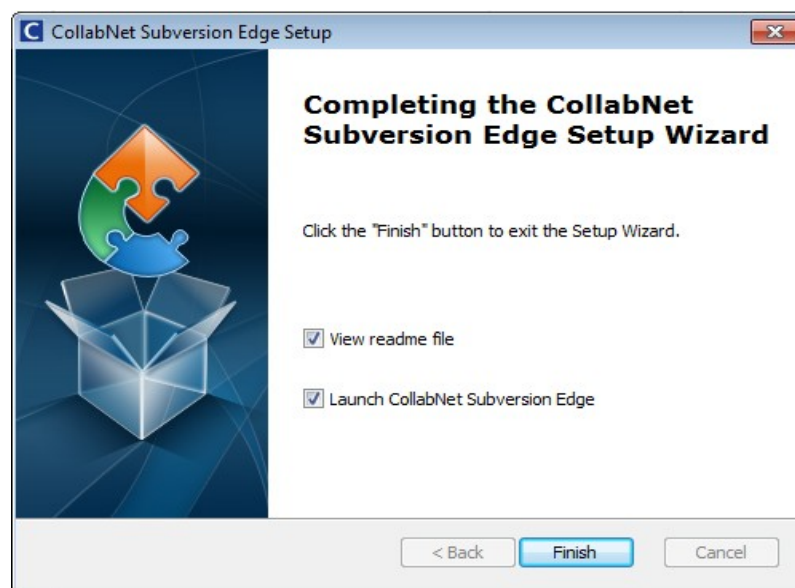 CollabNet Subversion Edge Setup
Completing the CollabNet
Subversion Edge Setup Wizard
Click the "Finish" button to exit the Setup Wizard.
View readme file
Launch CollabNet Subversion Edge
< Back
Finish
Cancel